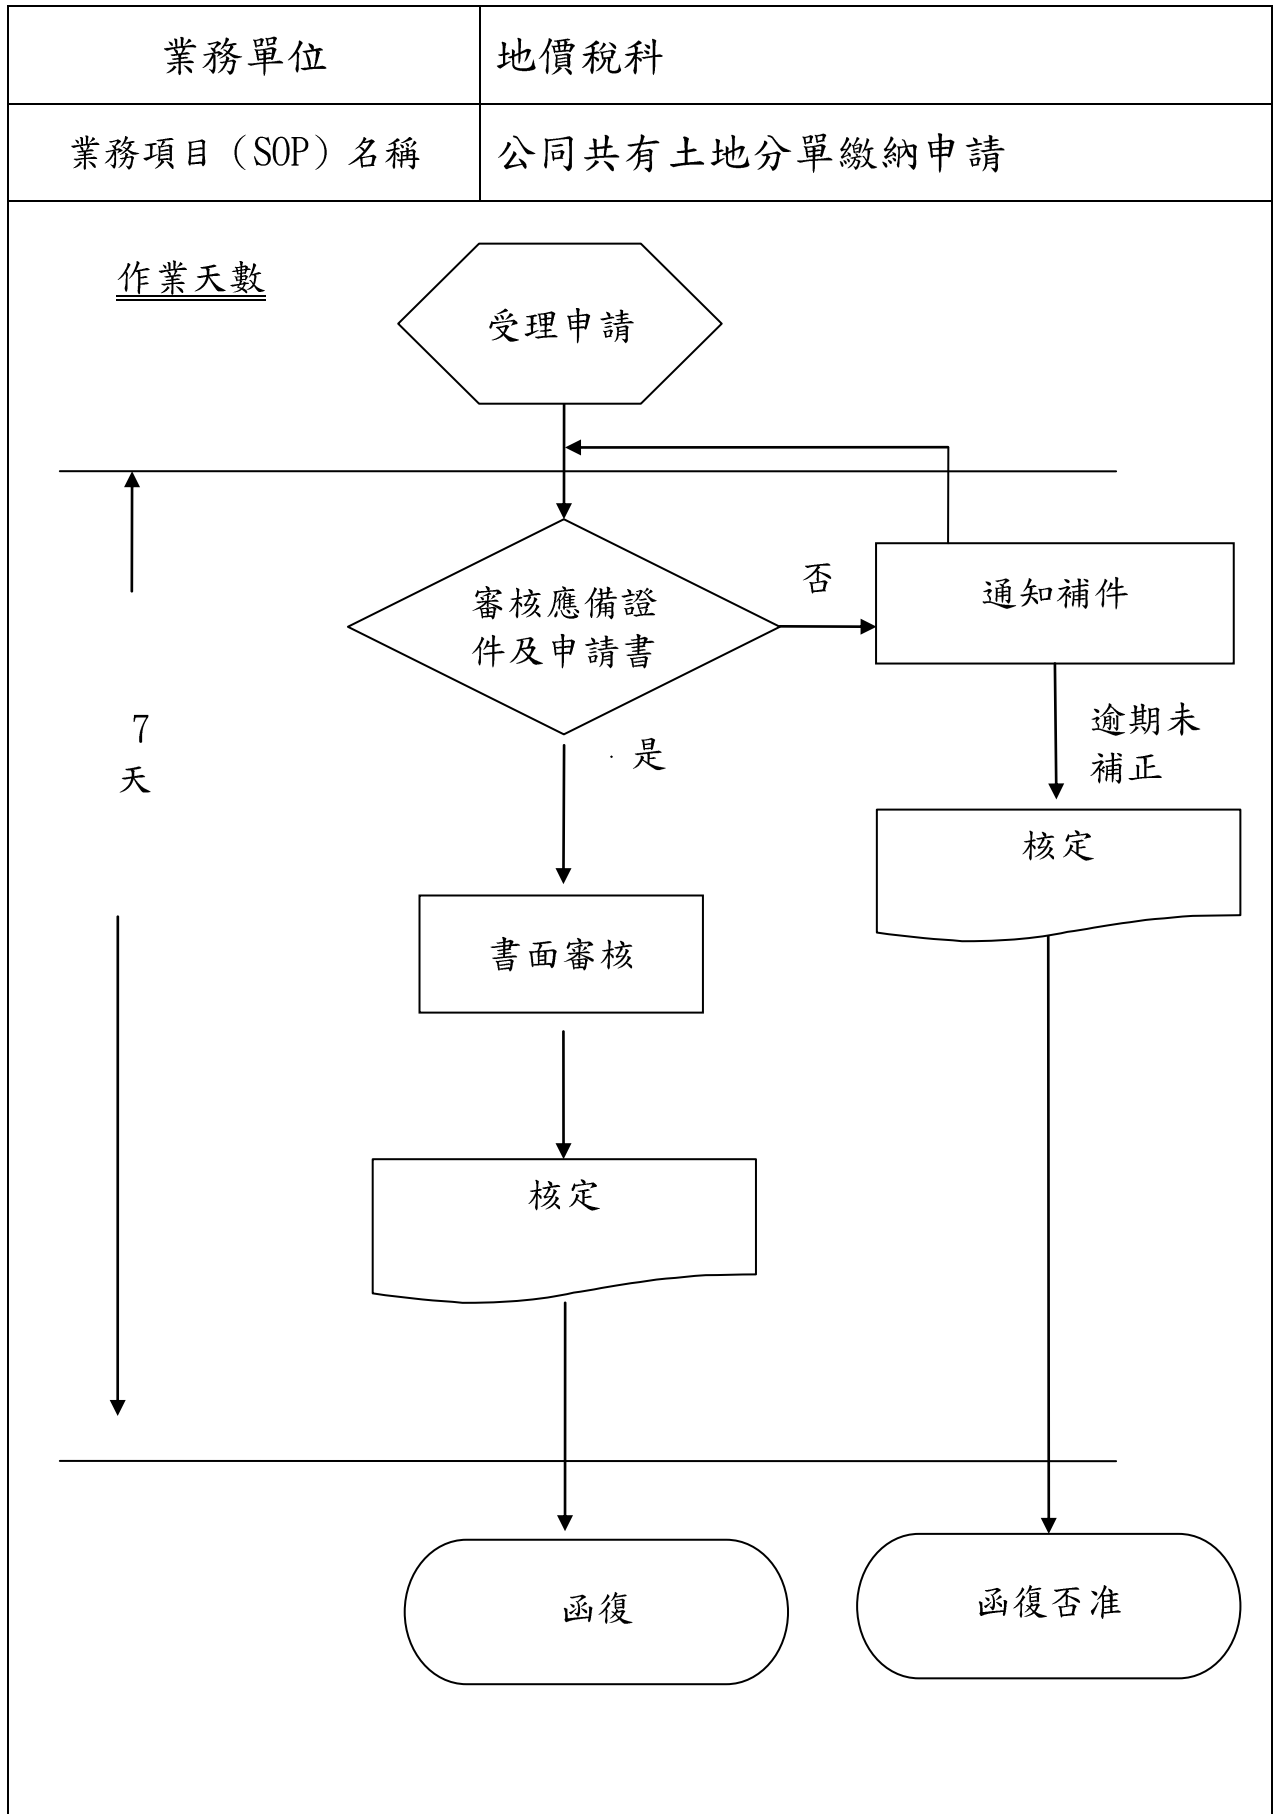 業務單位
地價稅科
業務項目（SOP）名稱
公同共有土地分單繳納申請
作業天數
受理申請
審核應備證
件及申請書
否
通知補件
7
天
是
逾期未
補正
核定
書面審核
核定
函復
函復否准